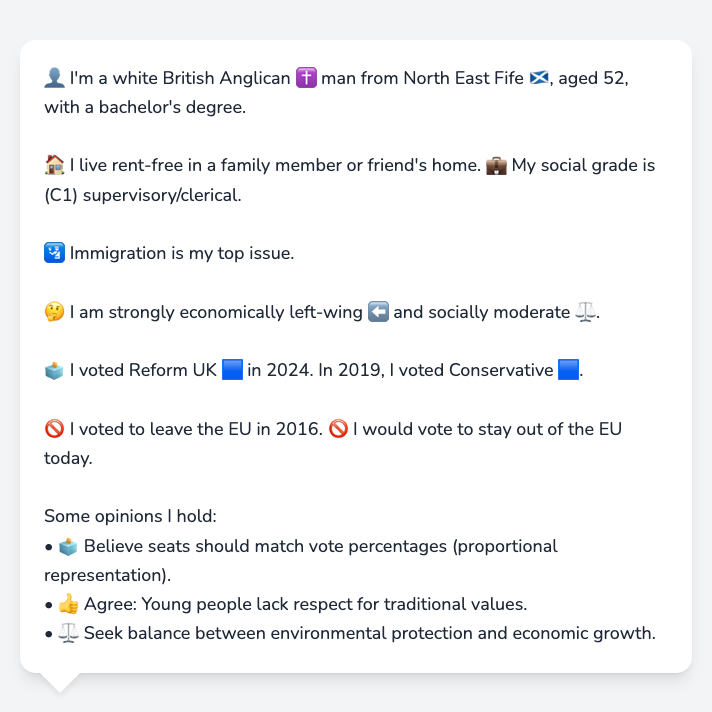 👤 I'm a white British Anglican ✝️ man from North East Fife 🏴󠁧󠁢󠁳󠁣󠁴󠁿, aged 52,
with a bachelor's degree.
🏠 I live rent-free in a family member or friend's home. 💼 My social grade is
(C1) supervisory/clerical.
🛂 Immigration is my top issue.
🤔 I am strongly economically left-wing ⬅️ and socially moderate ⚖️.
🗳️ I voted Reform UK 🟦 in 2024. In 2019, I voted Conservative 🟦.
🚫 I voted to leave the EU in 2016. 🚫 I would vote to stay out of the EU
today.
Some opinions I hold:
• 🗳️ Believe seats should match vote percentages (proportional
representation).
• 👍 Agree: Young people lack respect for traditional values.
• ⚖️ Seek balance between environmental protection and economic growth.